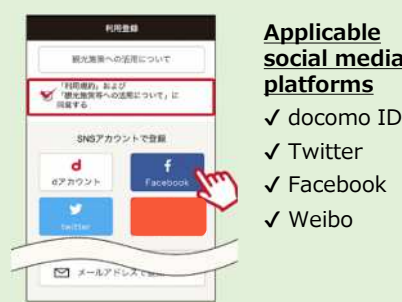 利用登録
観光施策への活用について
「利用規約」および
「観光施策等への活用について」に
同意する
SNSアカウントで登録
d
dアカウント
f
Facebook
twitter
メールアドレスで登録
Applicable
social media
platforms
✓ docomo ID
✓ Twitter
✓ Facebook
✓ Weibo